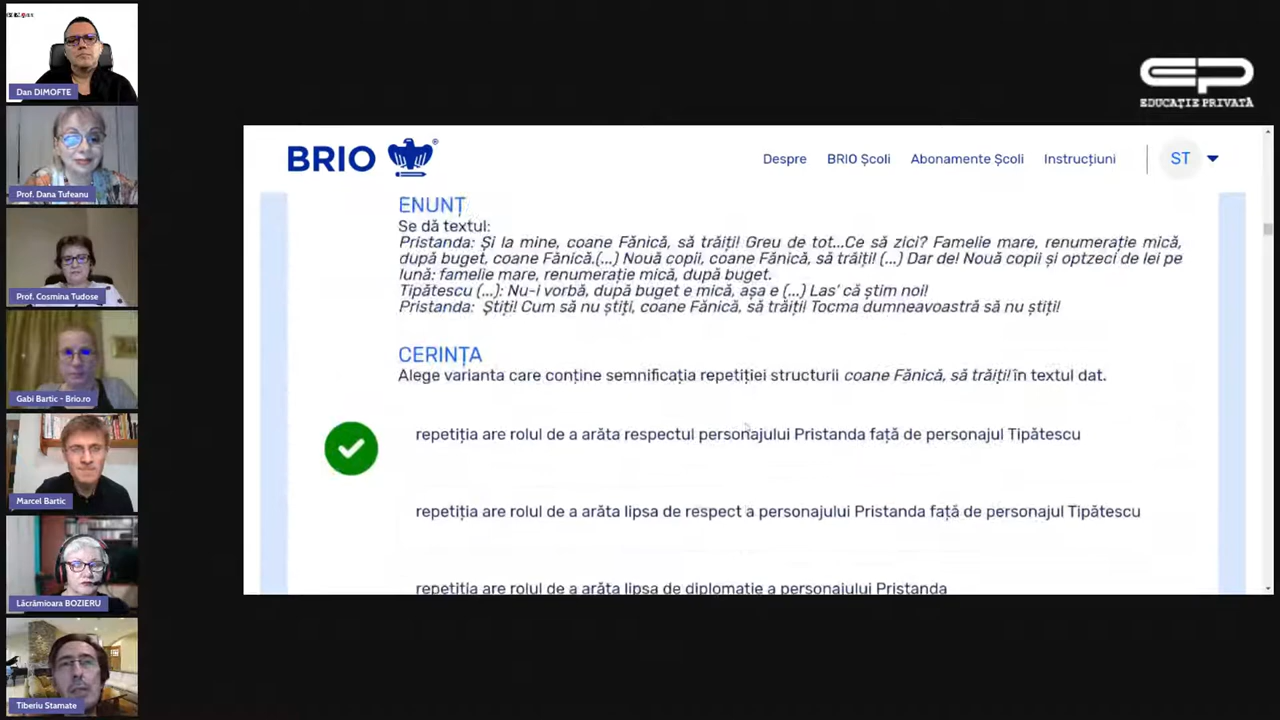 Dan DIMOFTE
Prof. Dana Tufeanu
Prof. Cosmina Tudose
Gabi Bartic - Brio.ro
Marcel Bartic
Lăcrămioara BOZIERU
Tiberiu Stamate
EP
EDUCAȚIE PRIVATĂ
BRIO ®
Despre BRIO Școli Abonamente Școli Instrucțiuni ST
ENUNȚ
Se dă textul:
Pristanda: Și la mine, coane Fănică, să trăiți! Greu de tot...Ce să zici? Famelie mare, renumerație mică,
după buget, coane Fănică.(...) Nouă copii, coane Fănică, să trăiți! (...) Dar de! Nouă copii și optzeci de lei pe
lună: famelie mare, renumerație mică, după buget.
Tipătescu (...): Nu-i vorbă, după buget e mică, așa e (...) Las' că știm noi!
Pristanda: Știți! Cum să nu știți, coane Fănică, să trăiți! Tocma dumneavoastră să nu știți!
CERINȚA
Alege varianta care conține semnificația repetiției structurii coane Fănică, să trăiți! în textul dat.
repetiția are rolul de a arăta respectul personajului Pristanda față de personajul Tipătescu
repetiția are rolul de a arăta lipsa de respect a personajului Pristanda față de personajul Tipătescu
repetiția are rolul de a arăta lipsa de diplomație a personajului Pristanda